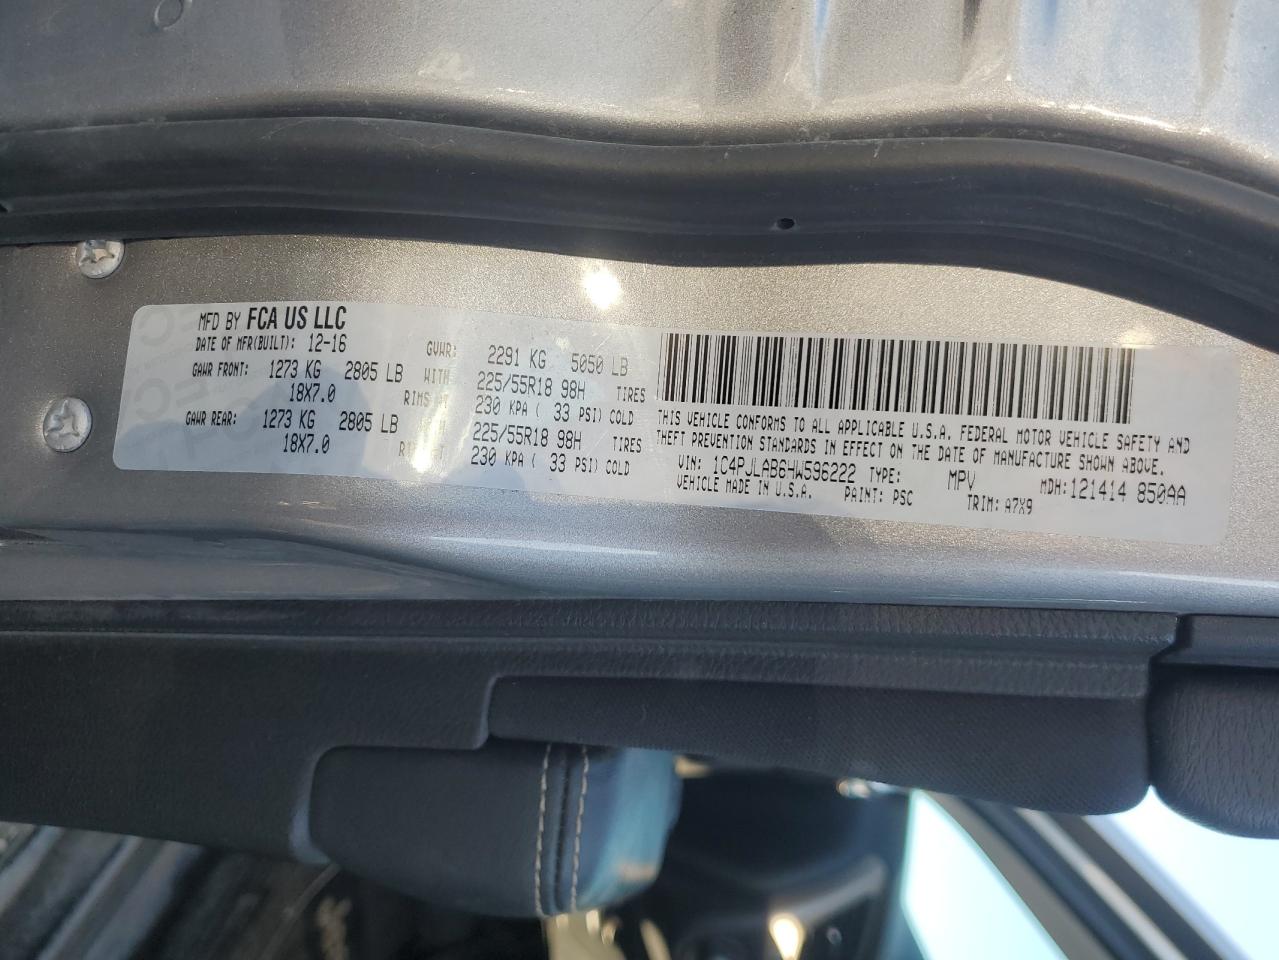 MFD BY FCA US LLC
DATE OF MFR(BUILT): 12-16 GVWR: 2291 KG 5050 LB
GAWR FRONT: 1273 KG 2805 LB WITH 225/55R18 98H TIRES
18X7.0 RIMS AT 230 KPA ( 33 PSI) COLD
GAWR REAR: 1273 KG 2805 LB 225/55R18 98H TIRES
18X7.0 230 KPA ( 33 PSI) COLD
THIS VEHICLE CONFORMS TO ALL APPLICABLE U.S.A. FEDERAL MOTOR VEHICLE SAFETY AND
THEFT PREVENTION STANDARDS IN EFFECT ON THE DATE OF MANUFACTURE SHOWN ABOVE.
VIN: 1C4PJLAB6HW596222 TYPE: MPV MDH:121414 850AA
VEHICLE MADE IN U.S.A. PAINT: PSC TRIM: A7X9